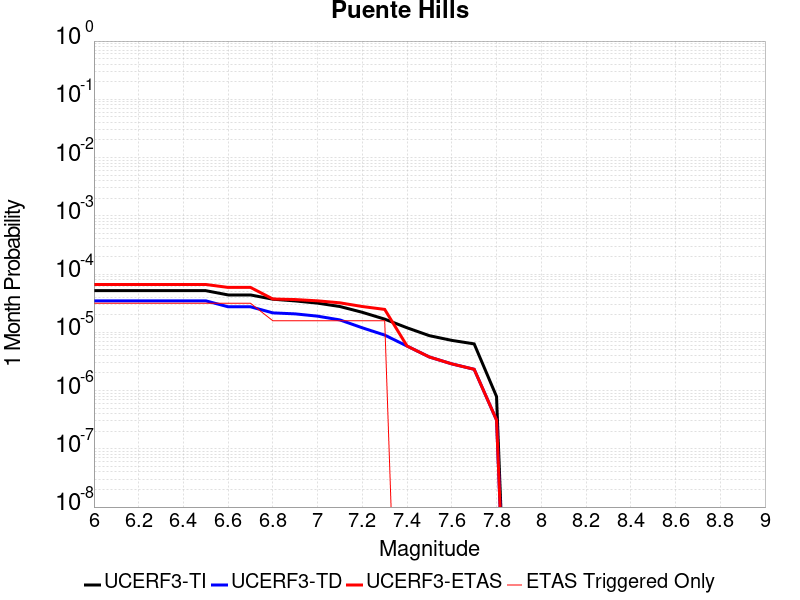 Puente Hills
10^0
10^-1
10^-2
10^-3
10^-4
10^-5
10^-6
10^-7
10^-8
1 Month Probability
6 6.2 6.4 6.6 6.8 7 7.2 7.4 7.6 7.8 8 8.2 8.4 8.6 8.8 9
Magnitude
UCERF3-TI UCERF3-TD UCERF3-ETAS ETAS Triggered Only